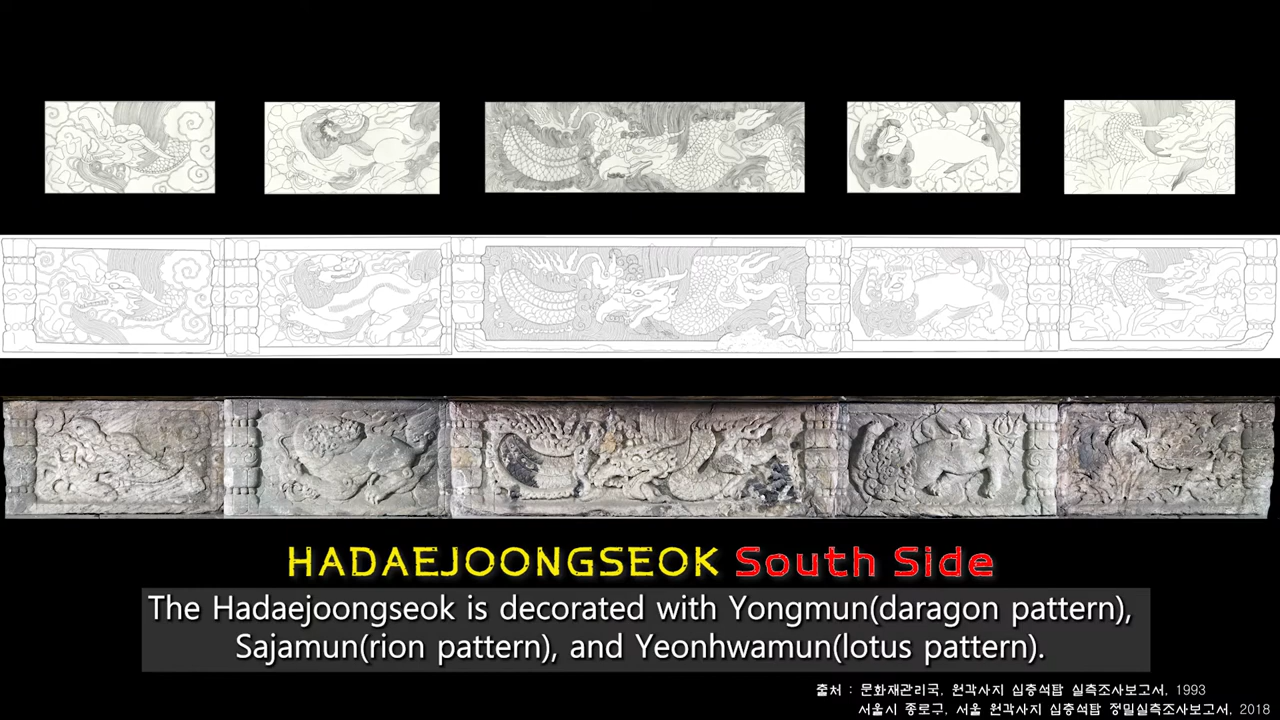 HADAEJOONGSEOK South Side
The Hadaejoongseok is decorated with Yongmun(daragon pattern),
Sajamun(rion pattern), and Yeonhwamun(lotus pattern).
출처 : 문화재관리국, 원각사지 십층석탑 실측조사보고서, 1993
서울시 종로구, 서울 원각사지 십층석탑 정밀실측조사보고서, 2018